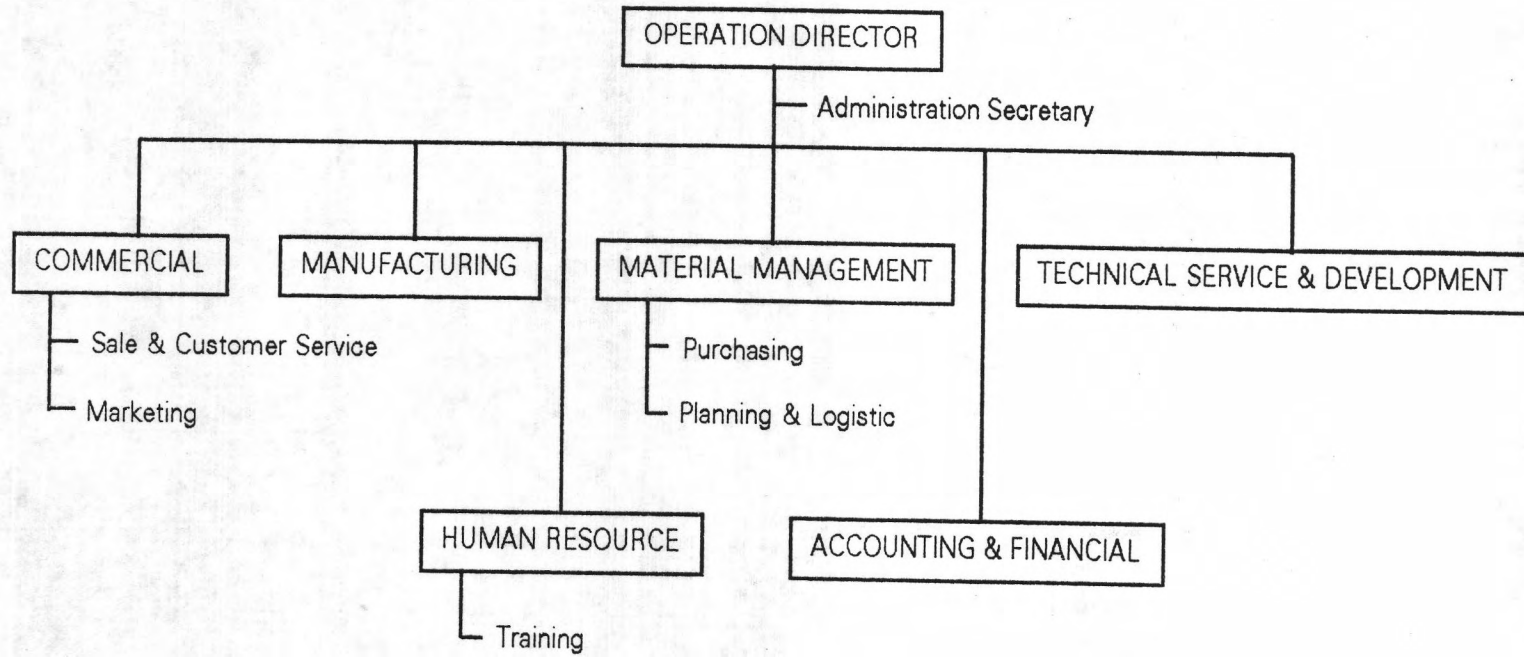 OPERATION DIRECTOR
Administration Secretary
COMMERCIAL
MANUFACTURING
MATERIAL MANAGEMENT
TECHNICAL SERVICE & DEVELOPMENT
Sale & Customer Service
Purchasing
Marketing
Planning & Logistic
HUMAN RESOURCE
ACCOUNTING & FINANCIAL
Training